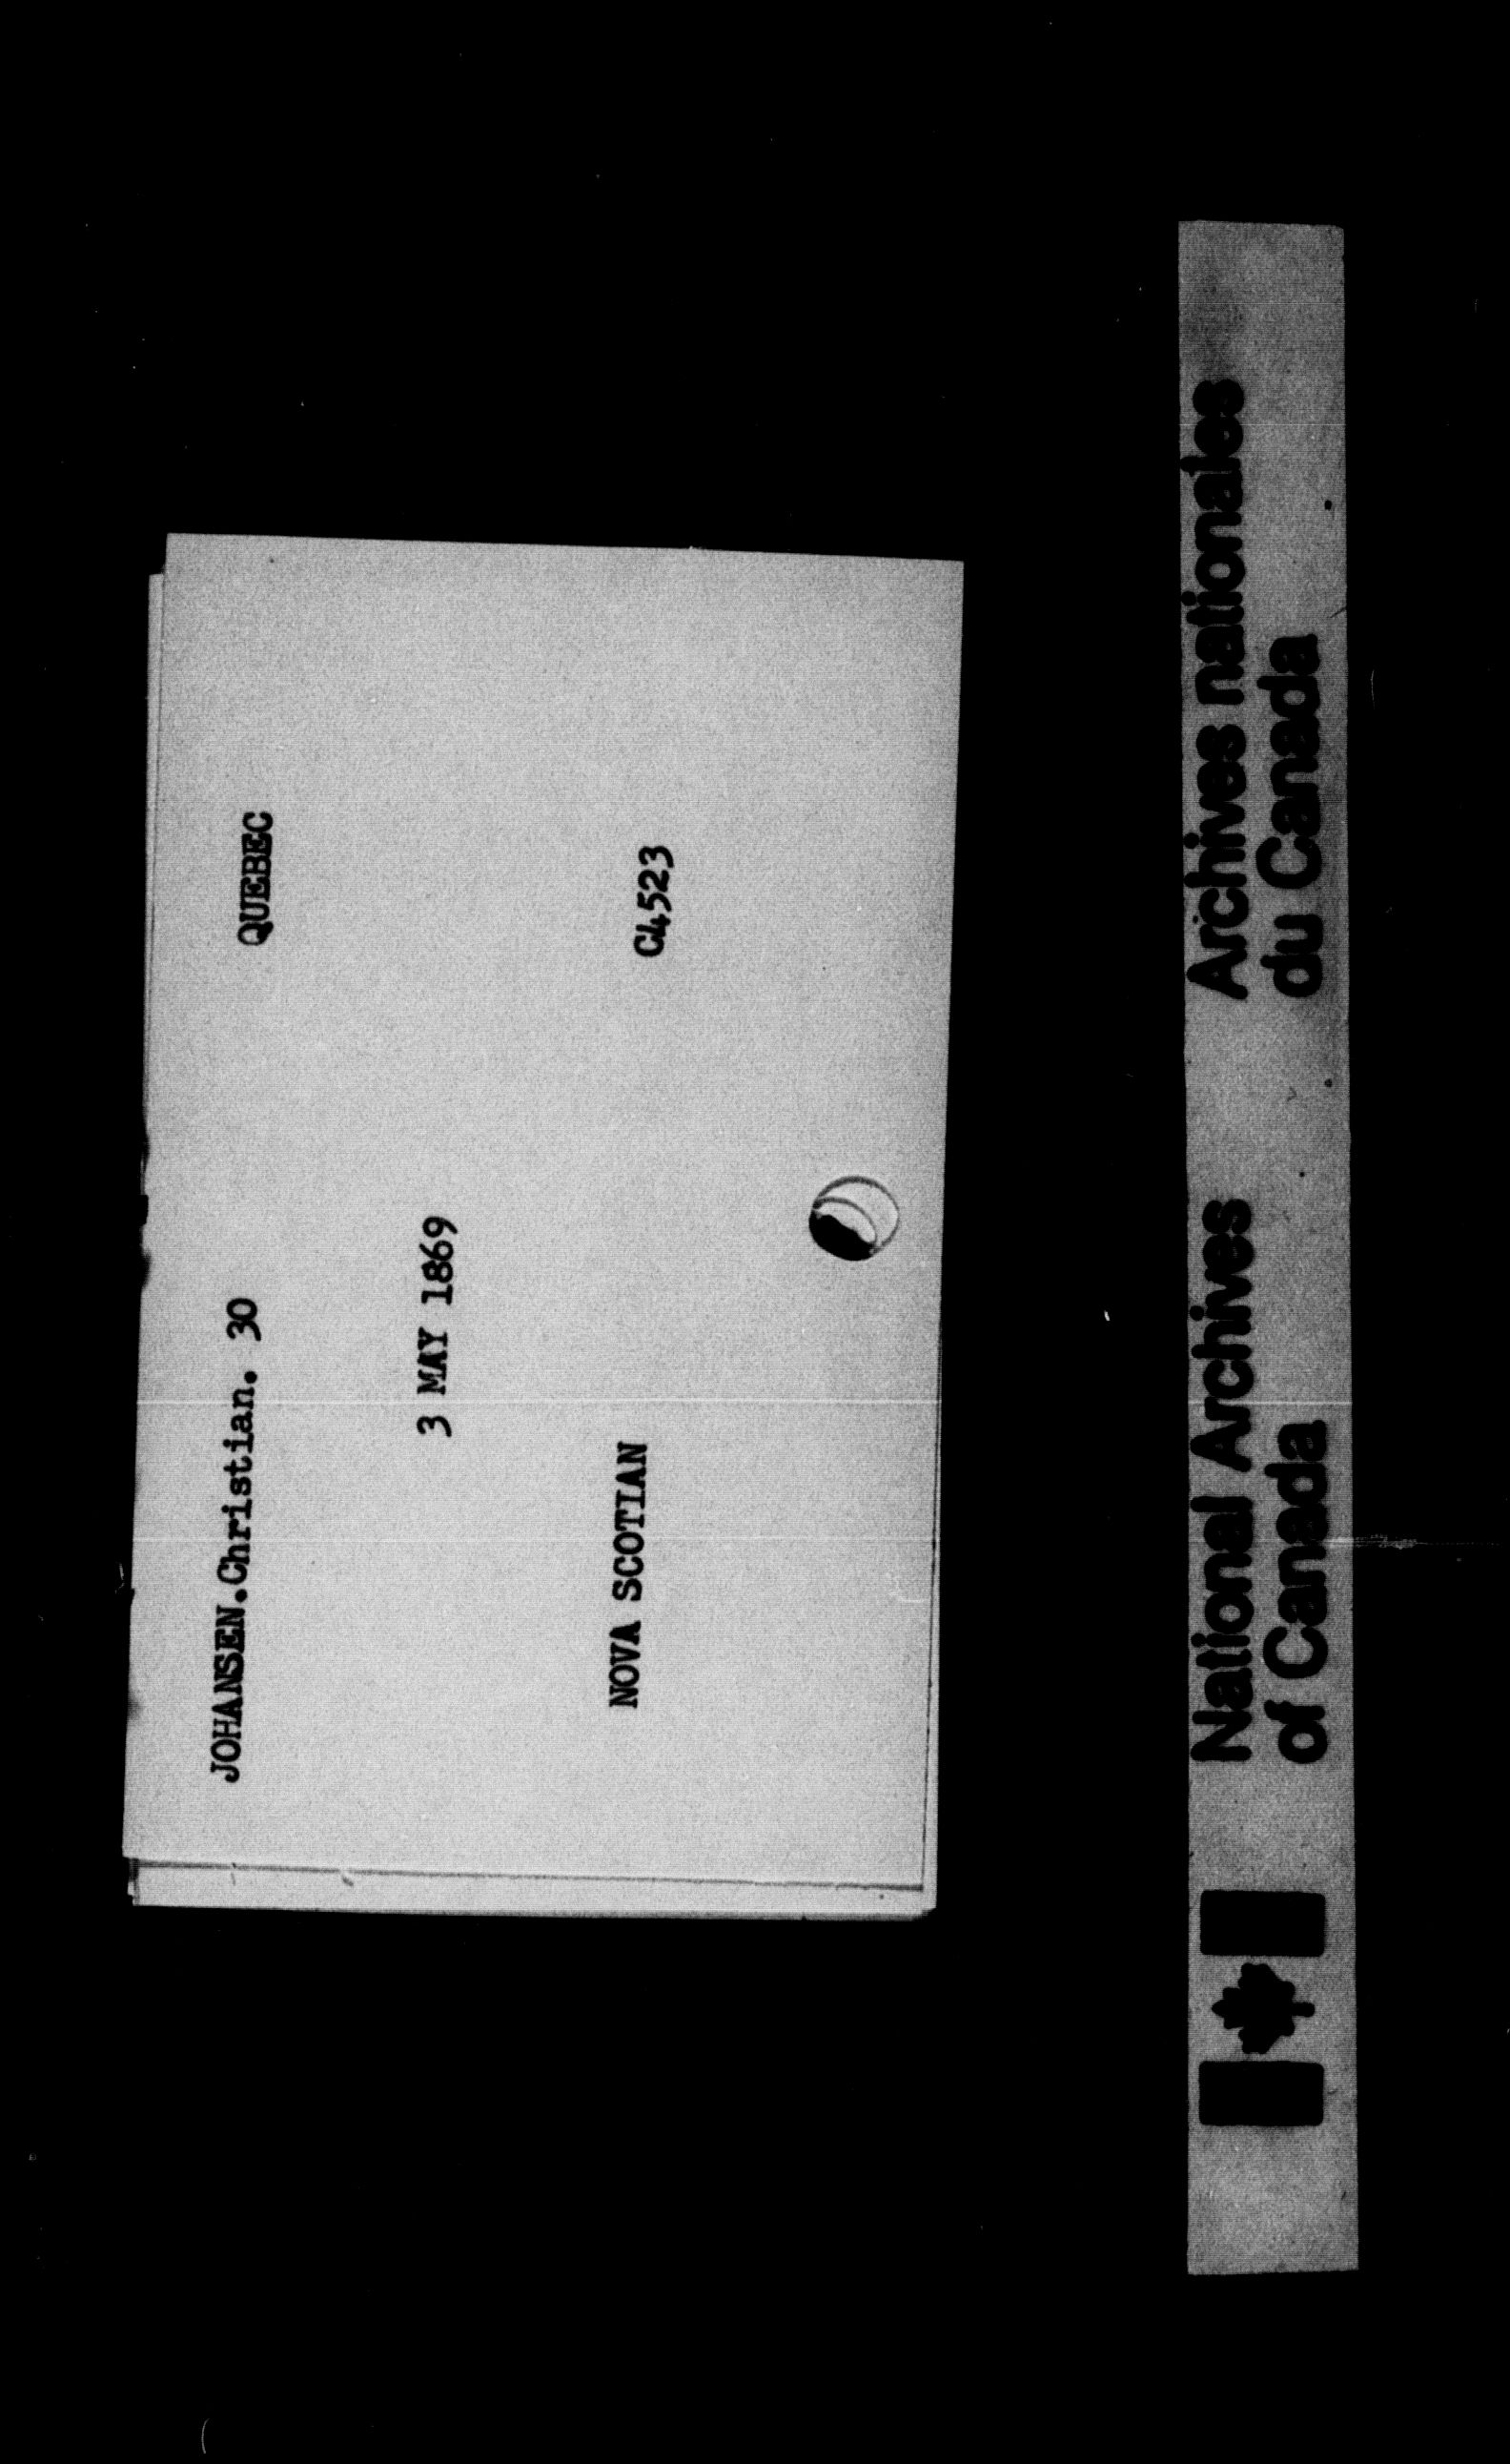 JOHANSEN.Christian. 30 QUEBEC
3 MAY 1869
NOVA SCOTIAN C4523
National Archives
of Canada
Archives nationales
du Canada